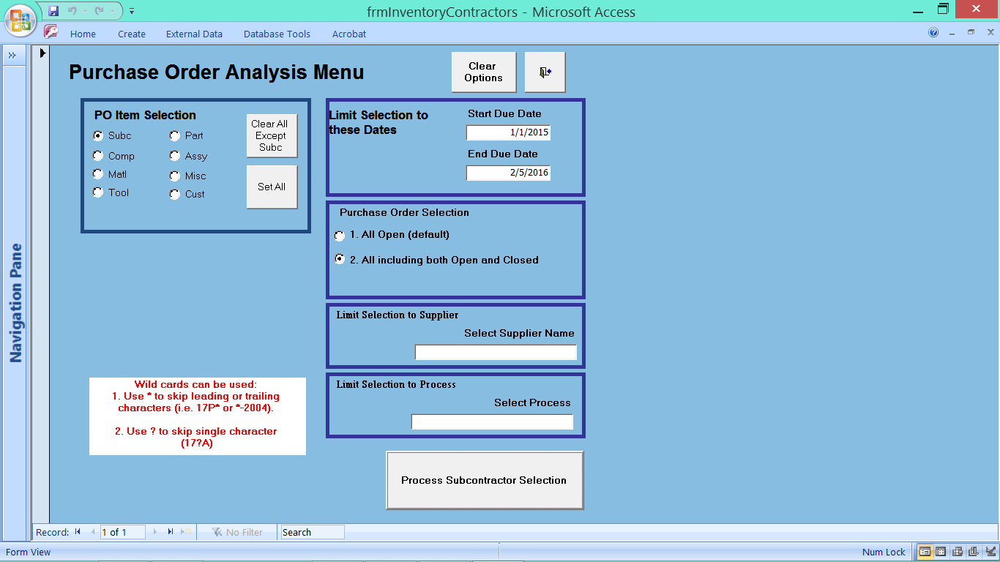 frmInventoryContractors - Microsoft Access
Home Create External Data Database Tools Acrobat
Navigation Pane
Purchase Order Analysis Menu
Clear
Options
PO Item Selection
Subc Part
Comp Assy
Matl Misc
Tool Cust
Clear All
Except
Subc
Set All
Limit Selection to
these Dates
Start Due Date
1/1/2015
End Due Date
2/5/2016
Purchase Order Selection
1. All Open (default)
2. All including both Open and Closed
Limit Selection to Supplier
Select Supplier Name
Limit Selection to Process
Select Process
Wild cards can be used:
1. Use * to skip leading or trailing
characters (i.e. 17P* or *-2004).
2. Use ? to skip single character
(17?A)
Process Subcontractor Selection
Record: 1 of 1 No Filter Search
Form View Num Lock